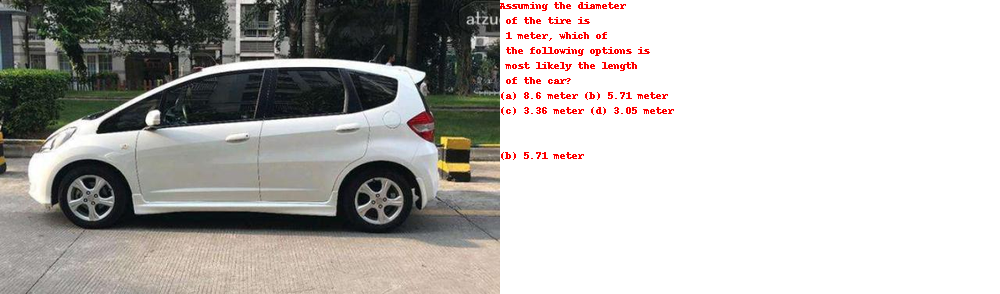 atzuc
Assuming the diameter
of the tire is
1 meter, which of
the following options is
most likely the length
of the car?
(a) 8.6 meter (b) 5.71 meter
(c) 3.36 meter (d) 3.05 meter
(b) 5.71 meter